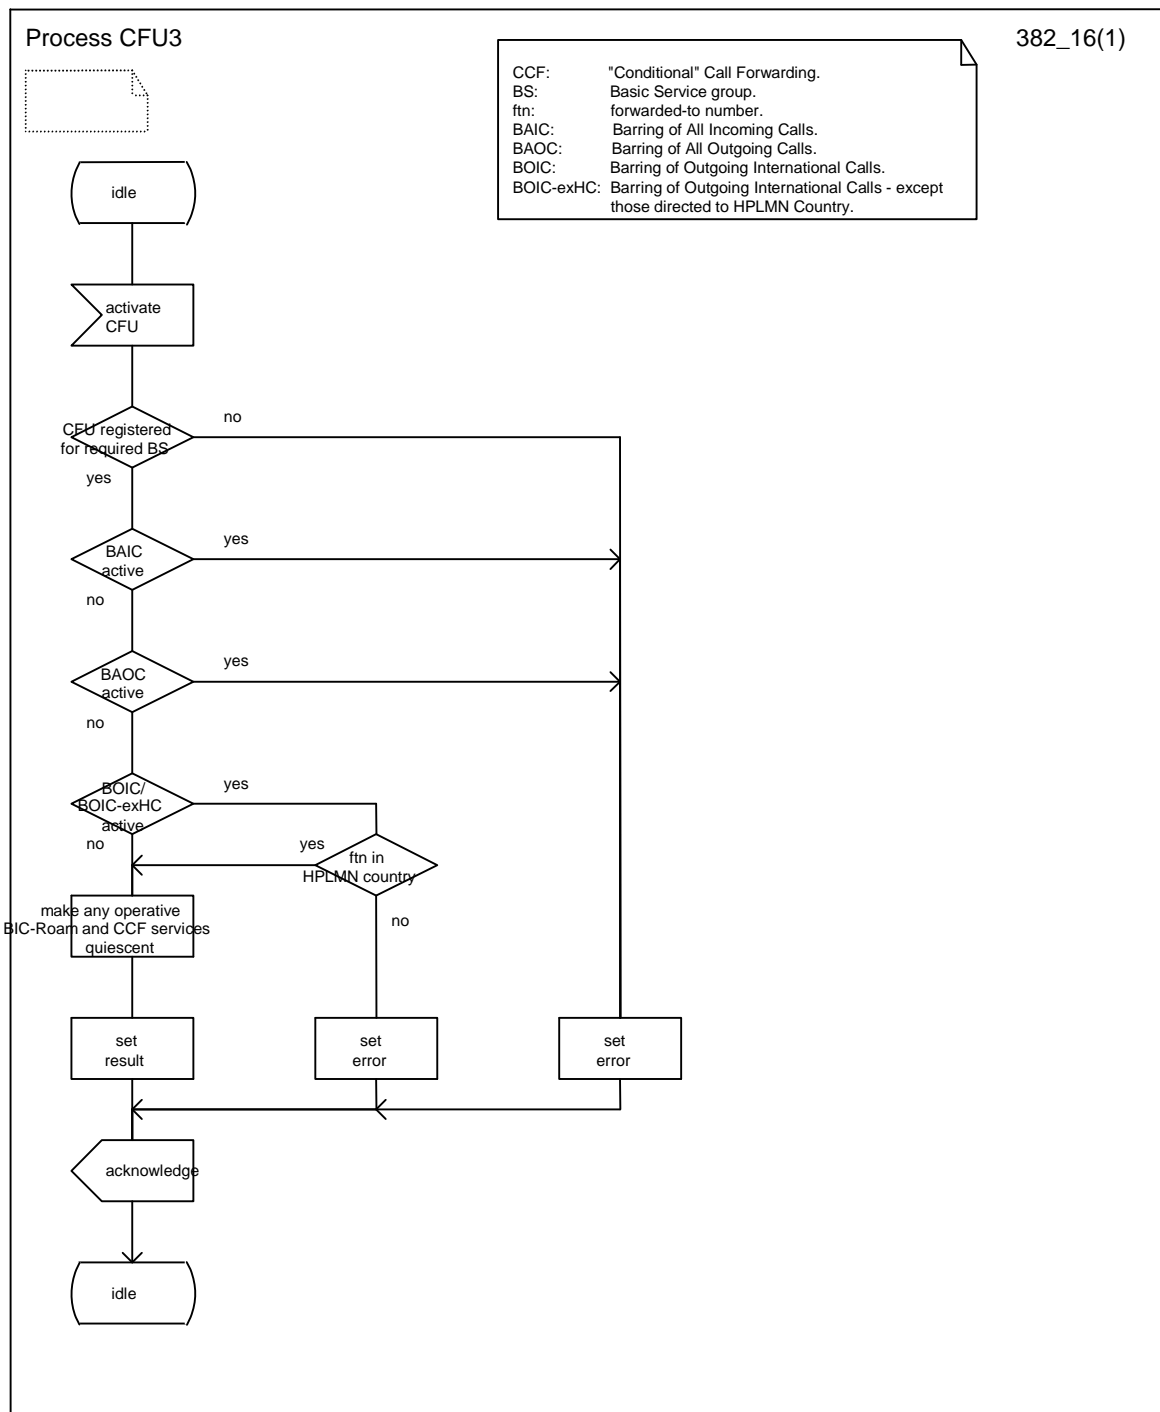 Process CFU3
382_16(1)
CCF: "Conditional" Call Forwarding.
BS: Basic Service group.
ftn: forwarded-to number.
BAIC: Barring of All Incoming Calls.
BAOC: Barring of All Outgoing Calls.
BOIC: Barring of Outgoing International Calls.
BOIC-exHC: Barring of Outgoing International Calls - except
those directed to HPLMN Country.
idle
activate
CFU
CFU registered
for required BS
no
yes
BAIC
active
yes
no
BAOC
active
yes
no
BOIC/
BOIC-exHC
active
yes
no
yes
ftn in
HPLMN country
no
make any operative
BIC-Roam and CCF services
quiescent
set
result
set
error
set
error
acknowledge
idle